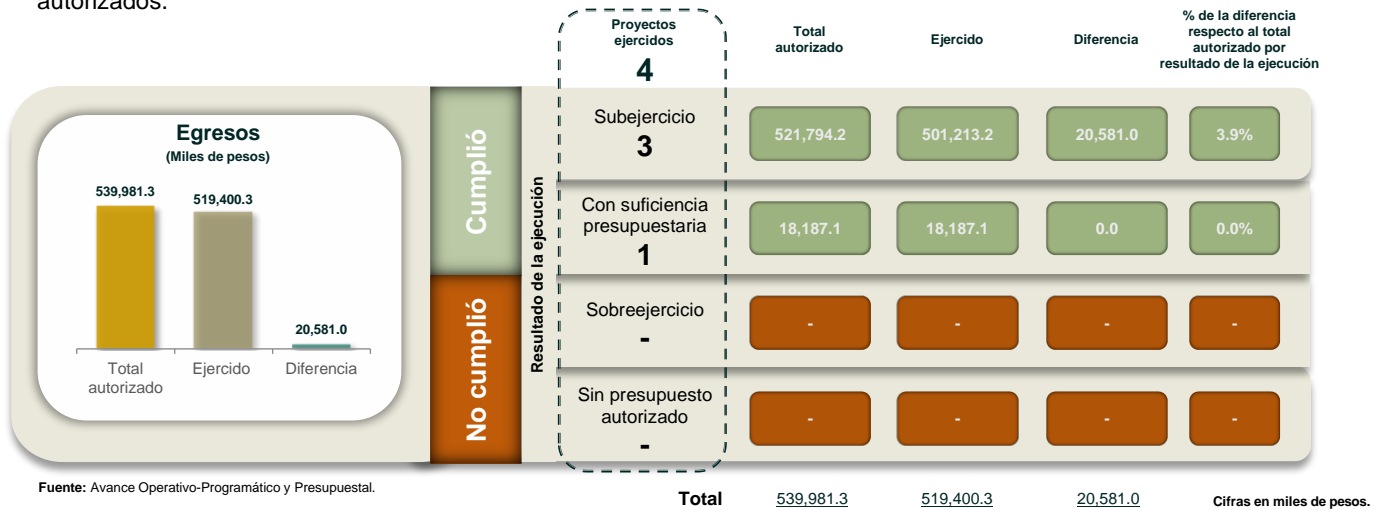 autorizados.
Proyectos
ejercidos
4
Total
autorizado
Ejercido
Diferencia
% de la diferencia
respecto al total
autorizado por
resultado de la ejecución
Egresos
(Miles de pesos)
539,981.3
519,400.3
20,581.0
Total
autorizado
Ejercido
Diferencia
Cumplió
No cumplió
Resultado de la ejecución
Subejercicio
3
521,794.2
501,213.2
20,581.0
3.9%
Con suficiencia
presupuestaria
1
18,187.1
18,187.1
0.0
0.0%
Sobreejercicio
-
-
-
-
-
Sin presupuesto
autorizado
-
-
-
-
-
Fuente: Avance Operativo-Programático y Presupuestal.
Total
539,981.3
519,400.3
20,581.0
Cifras en miles de pesos.